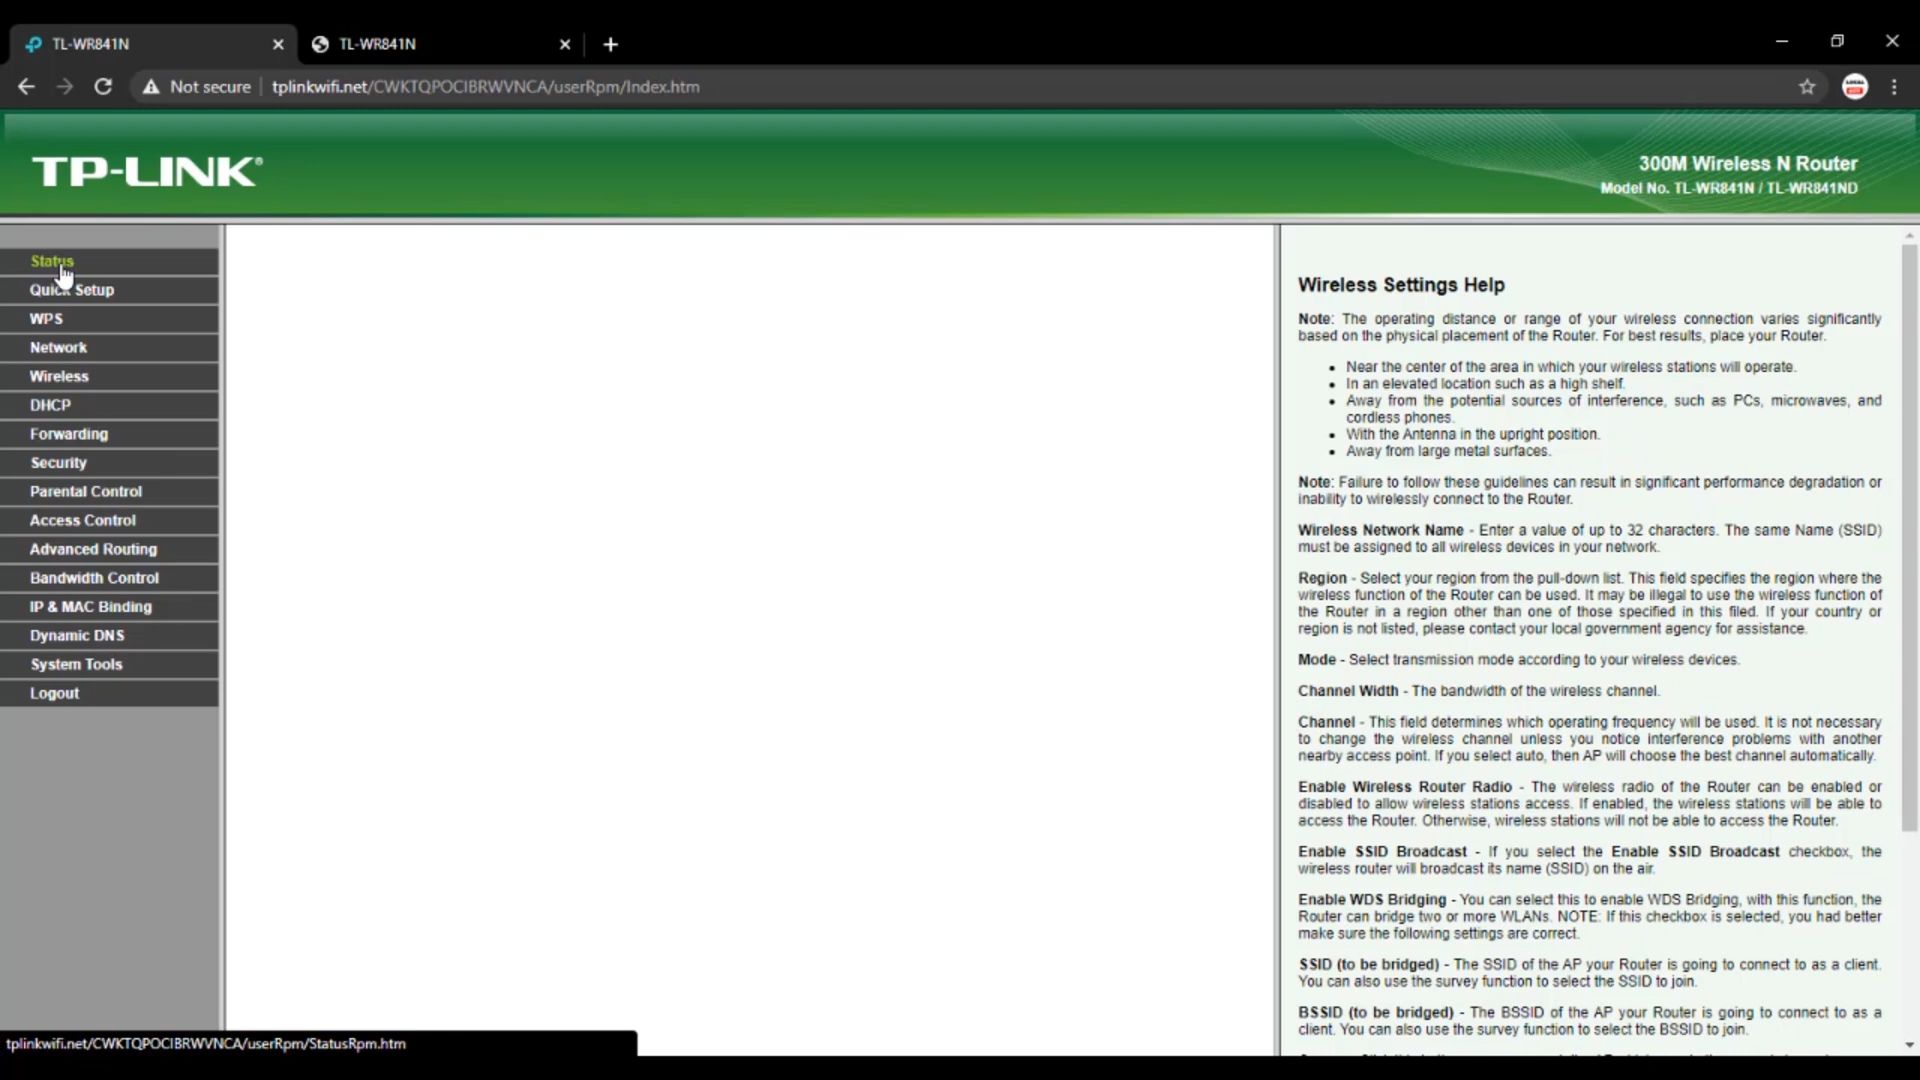 TL-WR841N
TL-WR841N
Not secure
tplinkwifi.net/CWKTQPOCIBRWVNCA/userRpm/Index.htm
TP-LINK®
300M Wireless N Router
Model No. TL-WR841N / TL-WR841ND
Status
Quick Setup
WPS
Network
Wireless
DHCP
Forwarding
Security
Parental Control
Access Control
Advanced Routing
Bandwidth Control
IP & MAC Binding
Dynamic DNS
System Tools
Logout
Wireless Settings Help
Note: The operating distance or range of your wireless connection varies significantly
based on the physical placement of the Router. For best results, place your Router.
• Near the center of the area in which your wireless stations will operate.
• In an elevated location such as a high shelf.
• Away from the potential sources of interference, such as PCs, microwaves, and
cordless phones.
• With the Antenna in the upright position.
• Away from large metal surfaces.
Note: Failure to follow these guidelines can result in significant performance degradation or
inability to wirelessly connect to the Router.
Wireless Network Name - Enter a value of up to 32 characters. The same Name (SSID)
must be assigned to all wireless devices in your network.
Region - Select your region from the pull-down list. This field specifies the region where the
wireless function of the Router can be used. It may be illegal to use the wireless function of
the Router in a region other than one of those specified in this filed. If your country or
region is not listed, please contact your local government agency for assistance.
Mode - Select transmission mode according to your wireless devices.
Channel Width - The bandwidth of the wireless channel.
Channel - This field determines which operating frequency will be used. It is not necessary
to change the wireless channel unless you notice interference problems with another
nearby access point. If you select auto, then AP will choose the best channel automatically.
Enable Wireless Router Radio - The wireless radio of the Router can be enabled or
disabled to allow wireless stations access. If enabled, the wireless stations will be able to
access the Router. Otherwise, wireless stations will not be able to access the Router.
Enable SSID Broadcast - If you select the Enable SSID Broadcast checkbox, the
wireless router will broadcast its name (SSID) on the air.
Enable WDS Bridging - You can select this to enable WDS Bridging, with this function, the
Router can bridge two or more WLANs. NOTE: If this checkbox is selected, you had better
make sure the following settings are correct.
SSID (to be bridged) - The SSID of the AP your Router is going to connect to as a client.
You can also use the survey function to select the SSID to join.
BSSID (to be bridged) - The BSSID of the AP your Router is going to connect to as a
client. You can also use the survey function to select the BSSID to join.
tplinkwifi.net/CWKTQPOCIBRWVNCA/userRpm/StatusRpm.htm